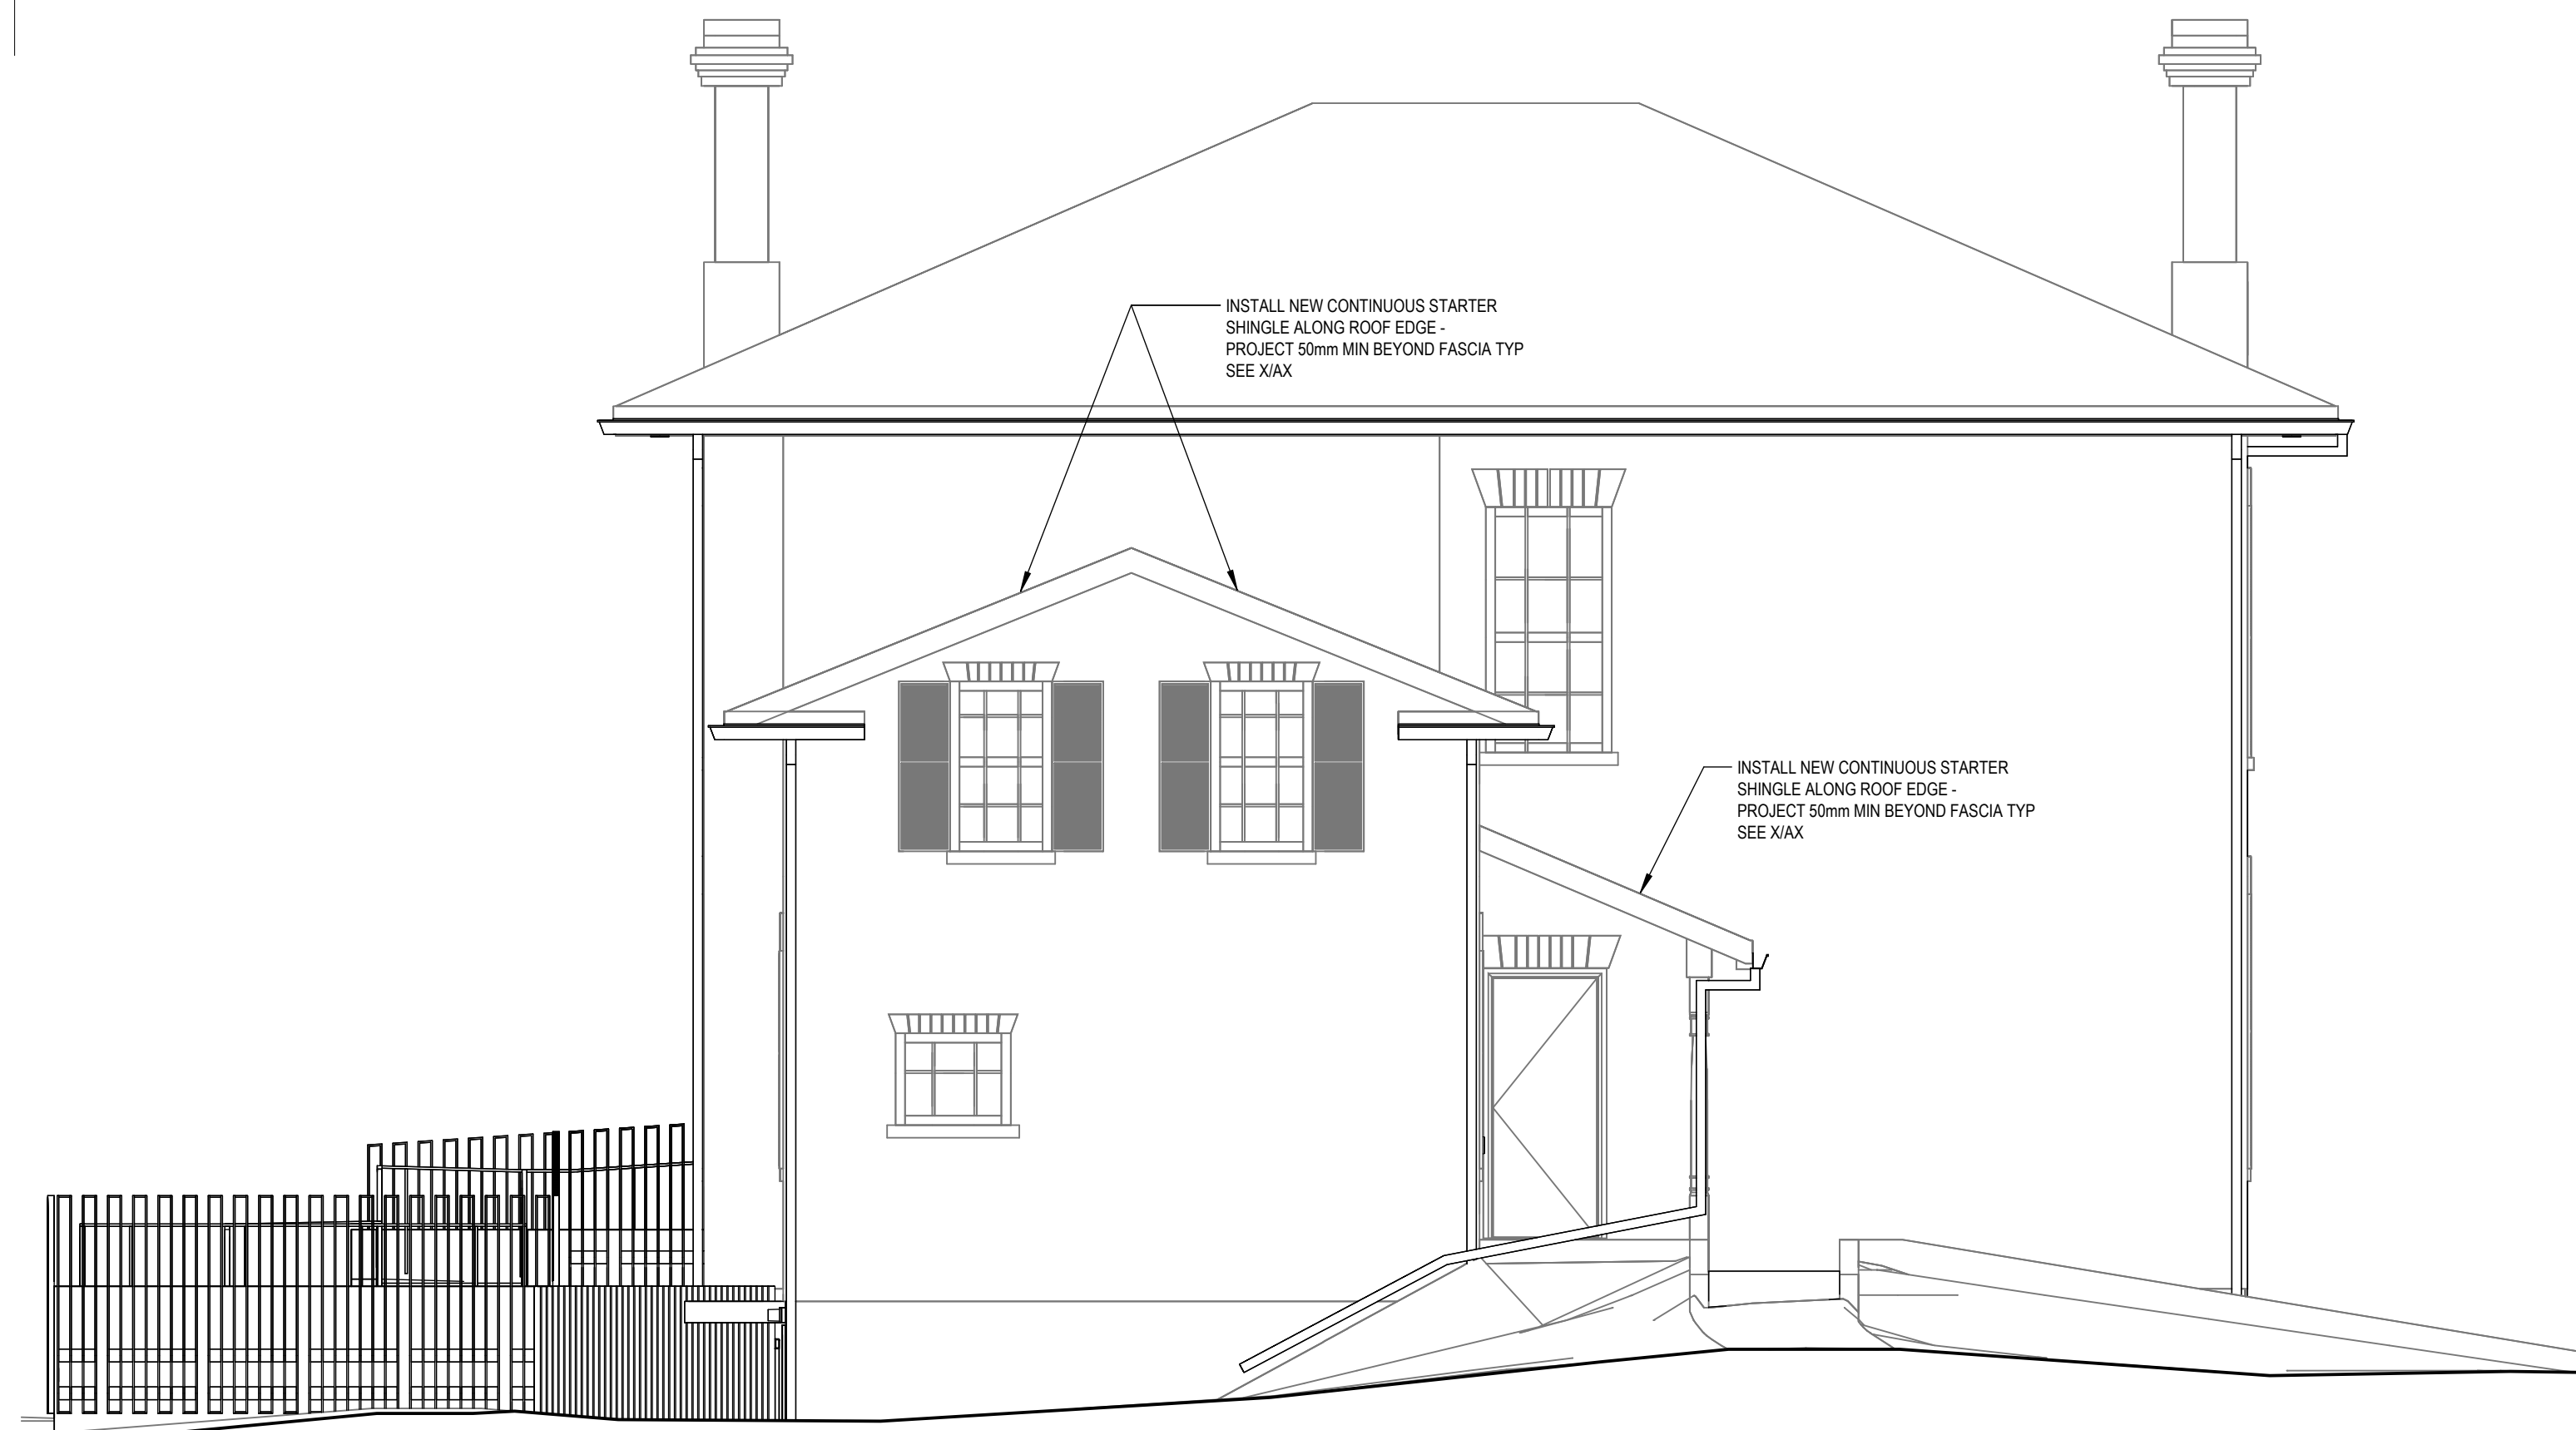 INSTALL NEW CONTINUOUS STARTER
SHINGLE ALONG ROOF EDGE -
PROJECT 50mm MIN BEYOND FASCIA TYP
SEE X/AX
INSTALL NEW CONTINUOUS STARTER
SHINGLE ALONG ROOF EDGE -
PROJECT 50mm MIN BEYOND FASCIA TYP
SEE X/AX